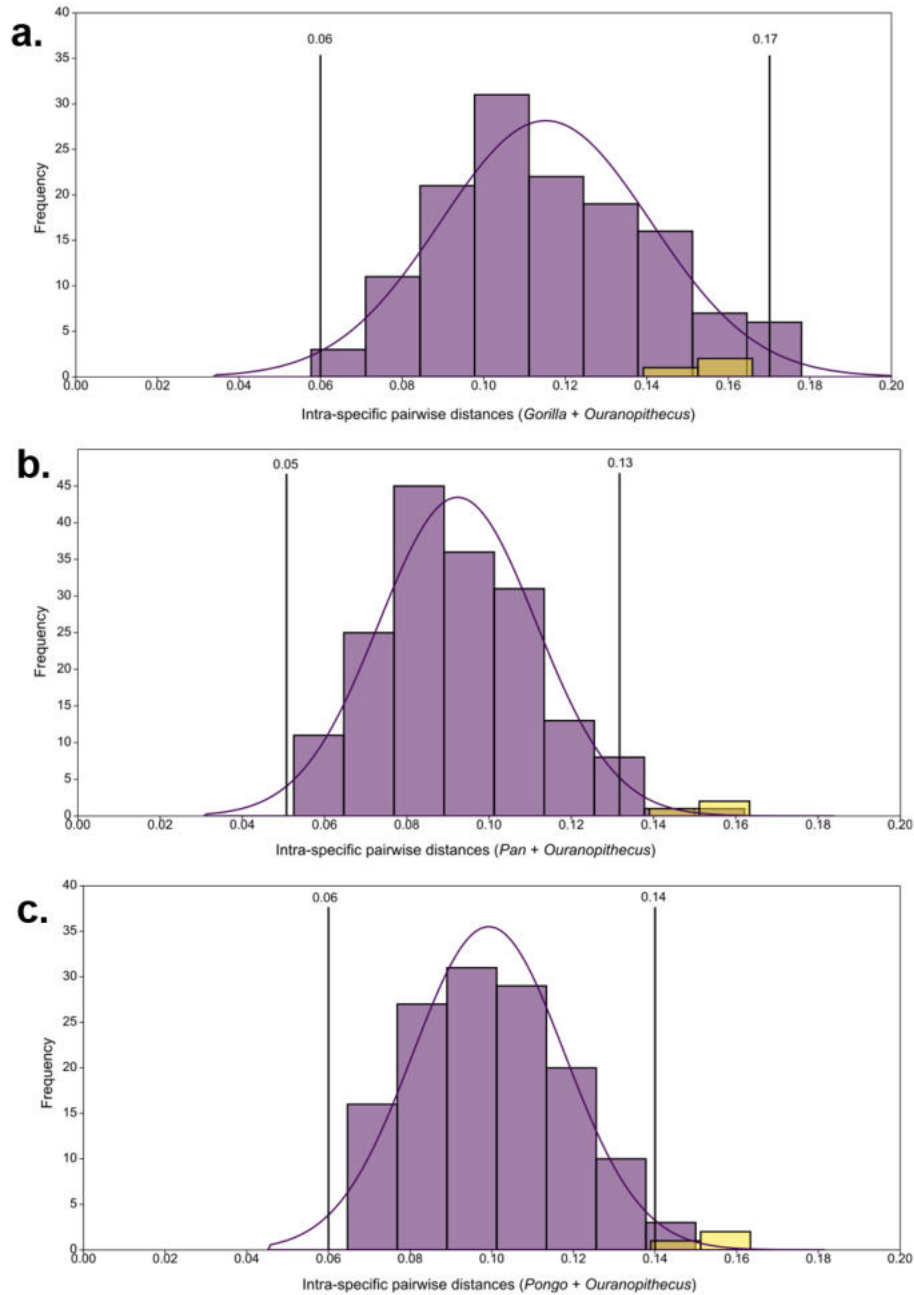 a.
40
35
30
25
20
15
10
5
0
Frequency
0.06
0.17
0.00 0.02 0.04 0.06 0.08 0.10 0.12 0.14 0.16 0.18 0.20
Intra-specific pairwise distances (Gorilla + Ouranopithecus)
b.
45
40
35
30
25
20
15
10
5
0
Frequency
0.05
0.13
0.00 0.02 0.04 0.06 0.08 0.10 0.12 0.14 0.16 0.18 0.20
Intra-specific pairwise distances (Pan + Ouranopithecus)
c.
40
35
30
25
20
15
10
5
0
Frequency
0.06
0.14
0.00 0.02 0.04 0.06 0.08 0.10 0.12 0.14 0.16 0.18 0.20
Intra-specific pairwise distances (Pongo + Ouranopithecus)